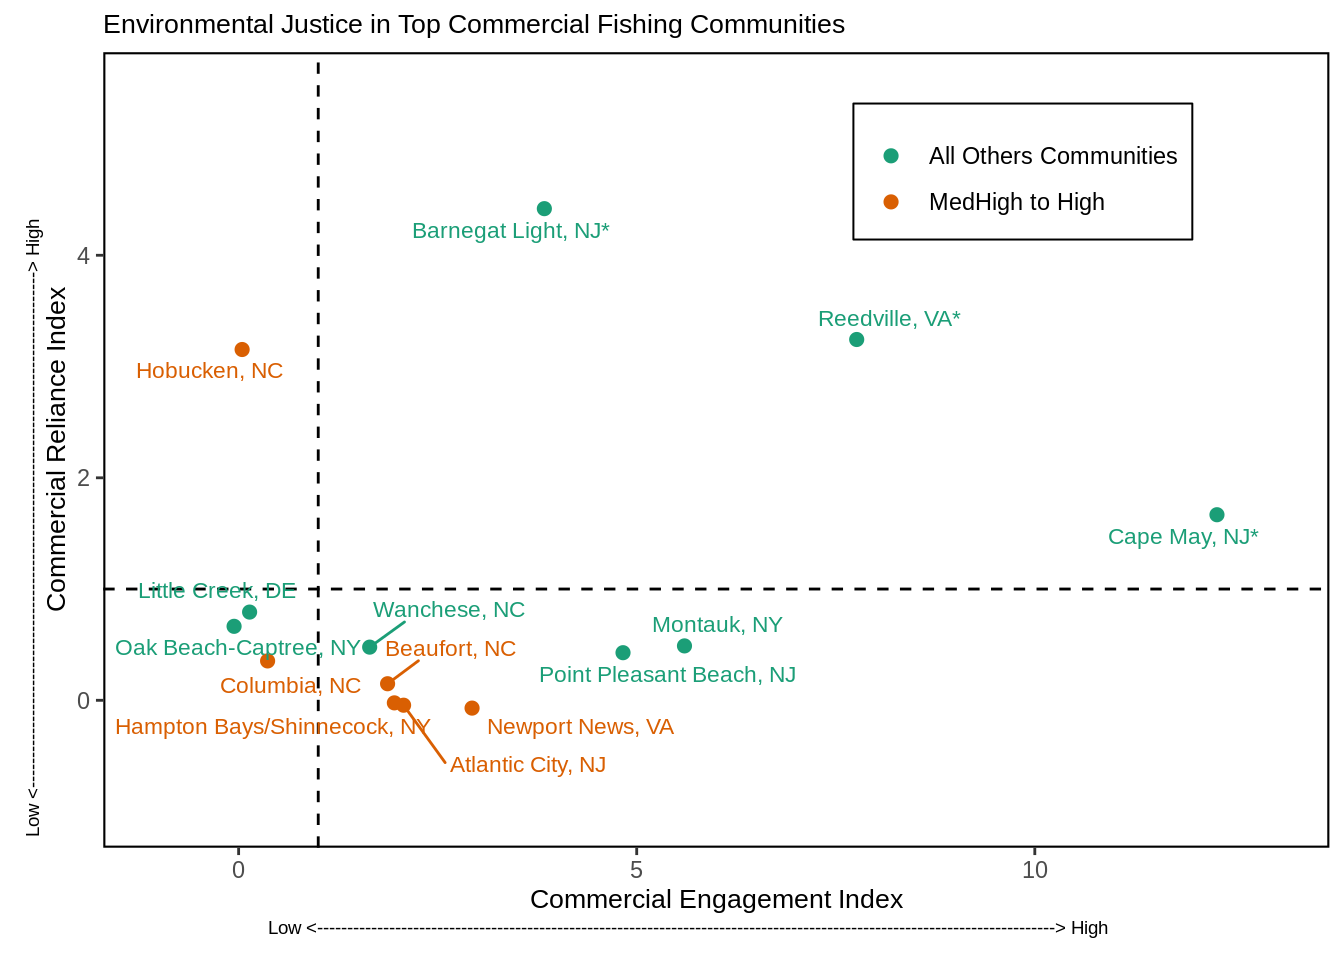 Environmental Justice in Top Commercial Fishing Communities
All Others Communities
MedHigh to High
Barnegat Light, NJ*
Reedville, VA*
Hobucken, NC
Cape May, NJ*
Little Creek, DE
Wanchese, NC
Montauk, NY
Oak Beach-Captree, NY
Beaufort, NC
Point Pleasant Beach, NJ
Columbia, NC
Hampton Bays/Shinnecock, NY
Newport News, VA
Atlantic City, NJ
4
2
0
Commercial Reliance Index
Low <--------------------------------------------------------------------------------------> High
0
5
10
Commercial Engagement Index
Low <----------------------------------------------------------------------------------------------------------------------------> High